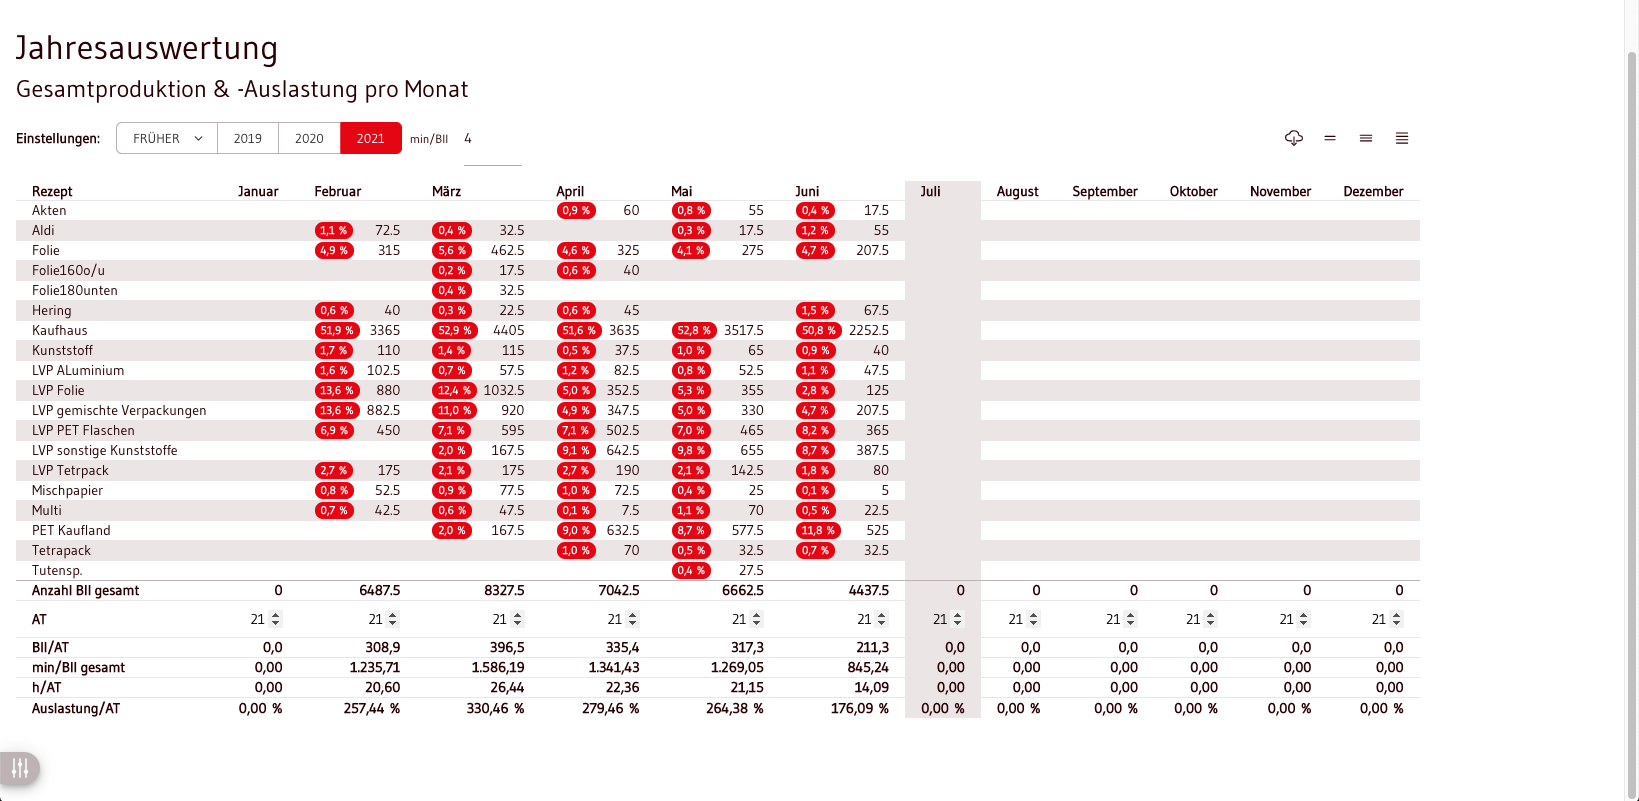 Jahresauswertung
Gesamtproduktion & -Auslastung pro Monat
Einstellungen: FRÜHER 2019 2020 2021 min/Bll 4
Rezept Januar Februar März April Mai Juni Juli August September Oktober November Dezember
Akten 0,9 % 60 0,8 % 55 0,4 % 17.5
Aldi 1,1 % 72.5 0,4 % 32.5 0,3 % 17.5 1,2 % 55
Folie 4,9 % 315 5,6 % 462.5 4,6 % 325 4,1 % 275 4,7 % 207.5
Folie160o/u 0,2 % 17.5 0,6 % 40
Folie180unten 0,4 % 32.5
Hering 0,6 % 40 0,3 % 22.5 0,6 % 45 1,5 % 67.5
Kaufhaus 51,9 % 3365 52,9 % 4405 51,6 % 3635 52,8 % 3517.5 50,8 % 2252.5
Kunststoff 1,7 % 110 1,4 % 115 0,5 % 37.5 1,0 % 65 0,9 % 40
LVP ALuminium 1,6 % 102.5 0,7 % 57.5 1,2 % 82.5 0,8 % 52.5 1,1 % 47.5
LVP Folie 13,6 % 880 12,4 % 1032.5 5,0 % 352.5 5,3 % 355 2,8 % 125
LVP gemischte Verpackungen 13,6 % 882.5 11,0 % 920 4,9 % 347.5 5,0 % 330 4,7 % 207.5
LVP PET Flaschen 6,9 % 450 7,1 % 595 7,1 % 502.5 7,0 % 465 8,2 % 365
LVP sonstige Kunststoffe 2,0 % 167.5 9,1 % 642.5 9,8 % 655 8,7 % 387.5
LVP Tetrpack 2,7 % 175 2,1 % 175 2,7 % 190 2,1 % 142.5 1,8 % 80
Mischpapier 0,8 % 52.5 0,9 % 77.5 1,0 % 72.5 0,4 % 25 0,1 % 5
Multi 0,7 % 42.5 0,6 % 47.5 0,1 % 7.5 1,1 % 70 0,5 % 22.5
PET Kaufland 2,0 % 167.5 9,0 % 632.5 8,7 % 577.5 11,8 % 525
Tetrapack 1,0 % 70 0,5 % 32.5 0,7 % 32.5
Tutensp. 0,4 % 27.5
Anzahl Bll gesamt 0 6487.5 8327.5 7042.5 6662.5 4437.5 0 0 0 0 0 0
AT 21 21 21 21 21 21 21 21 21 21 21 21
Bll/AT 0,0 308,9 396,5 335,4 317,3 211,3 0,0 0,0 0,0 0,0 0,0 0,0
min/Bll gesamt 0,00 1.235,71 1.586,19 1.341,43 1.269,05 845,24 0,00 0,00 0,00 0,00 0,00 0,00
h/AT 0,00 20,60 26,44 22,36 21,15 14,09 0,00 0,00 0,00 0,00 0,00 0,00
Auslastung/AT 0,00 % 257,44 % 330,46 % 279,46 % 264,38 % 176,09 % 0,00 % 0,00 % 0,00 % 0,00 % 0,00 % 0,00 %